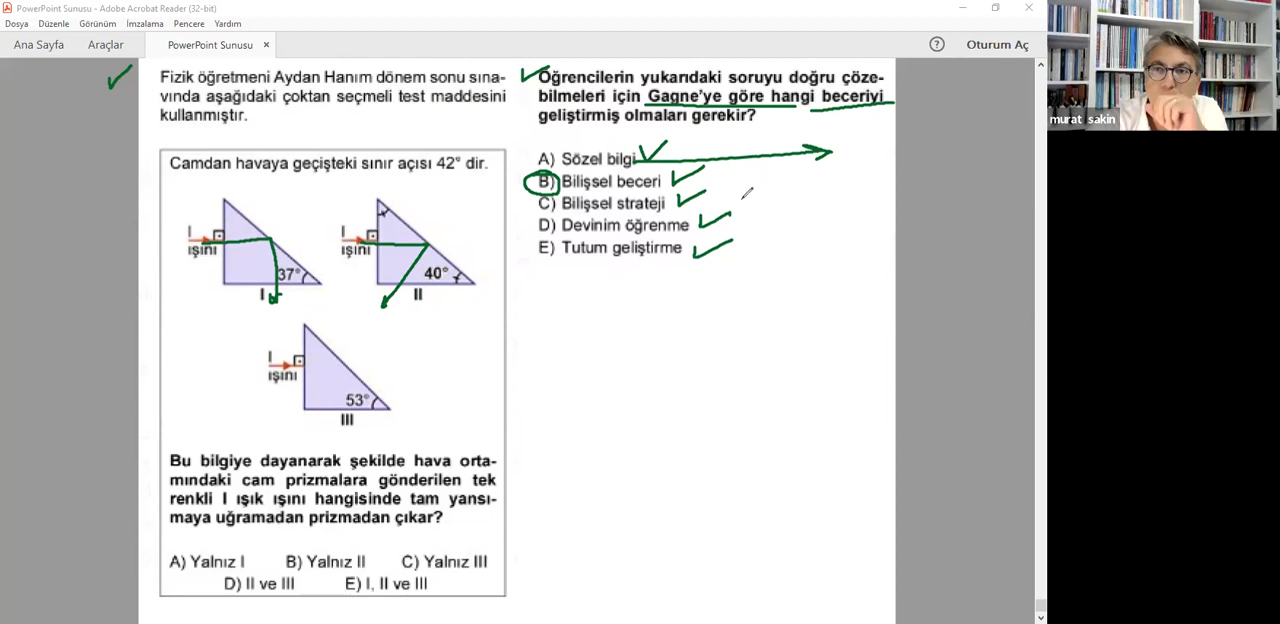 PowerPoint Sunusu - Adobe Acrobat Reader (32-bit)
Dosya Düzenle Görünüm İmzalama Pencere Yardım
Ana Sayfa Araçlar PowerPoint Sunusu × ? Oturum Aç
Fizik öğretmeni Aydan Hanım dönem sonu sına-
vında aşağıdaki çoktan seçmeli test maddesini
kullanmıştır.
Camdan havaya geçişteki sınır açısı 42° dir.
I
ışını
37°
I
I
ışını
40°
II
I
ışını
53°
III
Bu bilgiye dayanarak şekilde hava orta-
mındaki cam prizmalara gönderilen tek
renkli I ışık ışını hangisinde tam yansı-
maya uğramadan prizmadan çıkar?
A) Yalnız I B) Yalnız II C) Yalnız III
D) II ve III E) I, II ve III
Öğrencilerin yukarıdaki soruyu doğru çöze-
bilmeleri için Gagne'ye göre hangi beceriyi
geliştirmiş olmaları gerekir?
A) Sözel bilgi
B) Bilişsel beceri
C) Bilişsel strateji
D) Devinim öğrenme
E) Tutum geliştirme
murat sakin